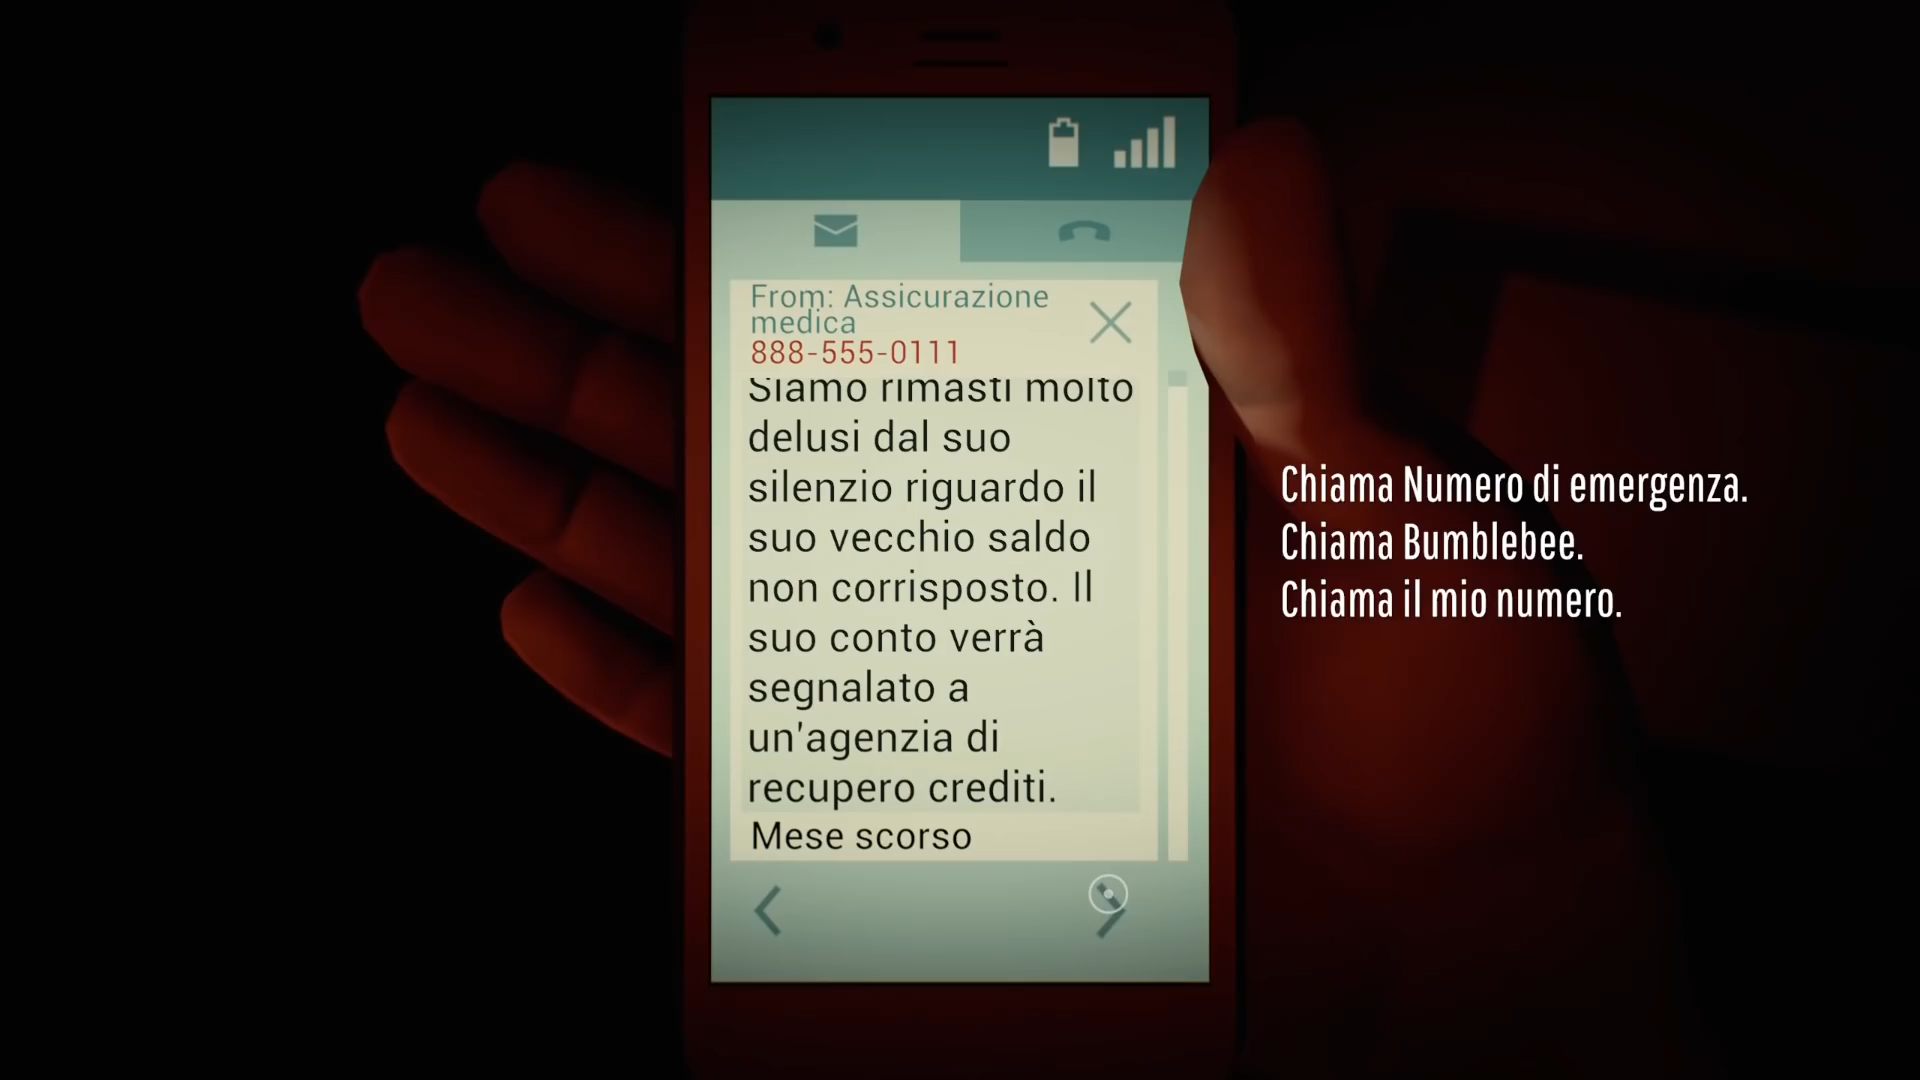 From: Assicurazione
medica
888-555-0111
Siamo rimasti molto
delusi dal suo
silenzio riguardo il
suo vecchio saldo
non corrisposto. Il
suo conto verrà
segnalato a
un'agenzia di
recupero crediti.
Mese scorso
Chiama Numero di emergenza.
Chiama Bumblebee.
Chiama il mio numero.